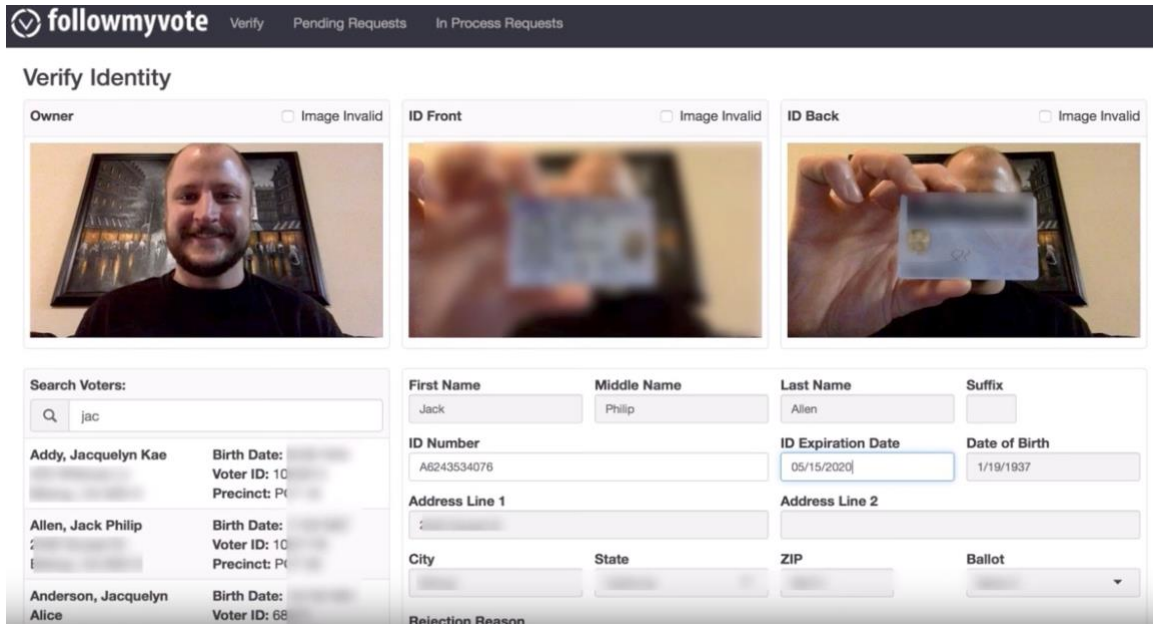 followmyvote Verify Pending Requests In Process Requests
Verify Identity
Owner Image Invalid
ID Front Image Invalid
ID Back Image Invalid
Search Voters:
jac
Addy, Jacquelyn Kae
Birth Date:
Voter ID: 10
Precinct:
Allen, Jack Philip
Birth Date:
Voter ID: 10
Precinct:
Anderson, Jacquelyn
Alice
Birth Date:
Voter ID: 68
First Name Middle Name Last Name Suffix
Jack Philip Allen
ID Number ID Expiration Date Date of Birth
A6243534076 05/15/2020 1/19/1937
Address Line 1 Address Line 2
City State ZIP Ballot
Rejection Reason